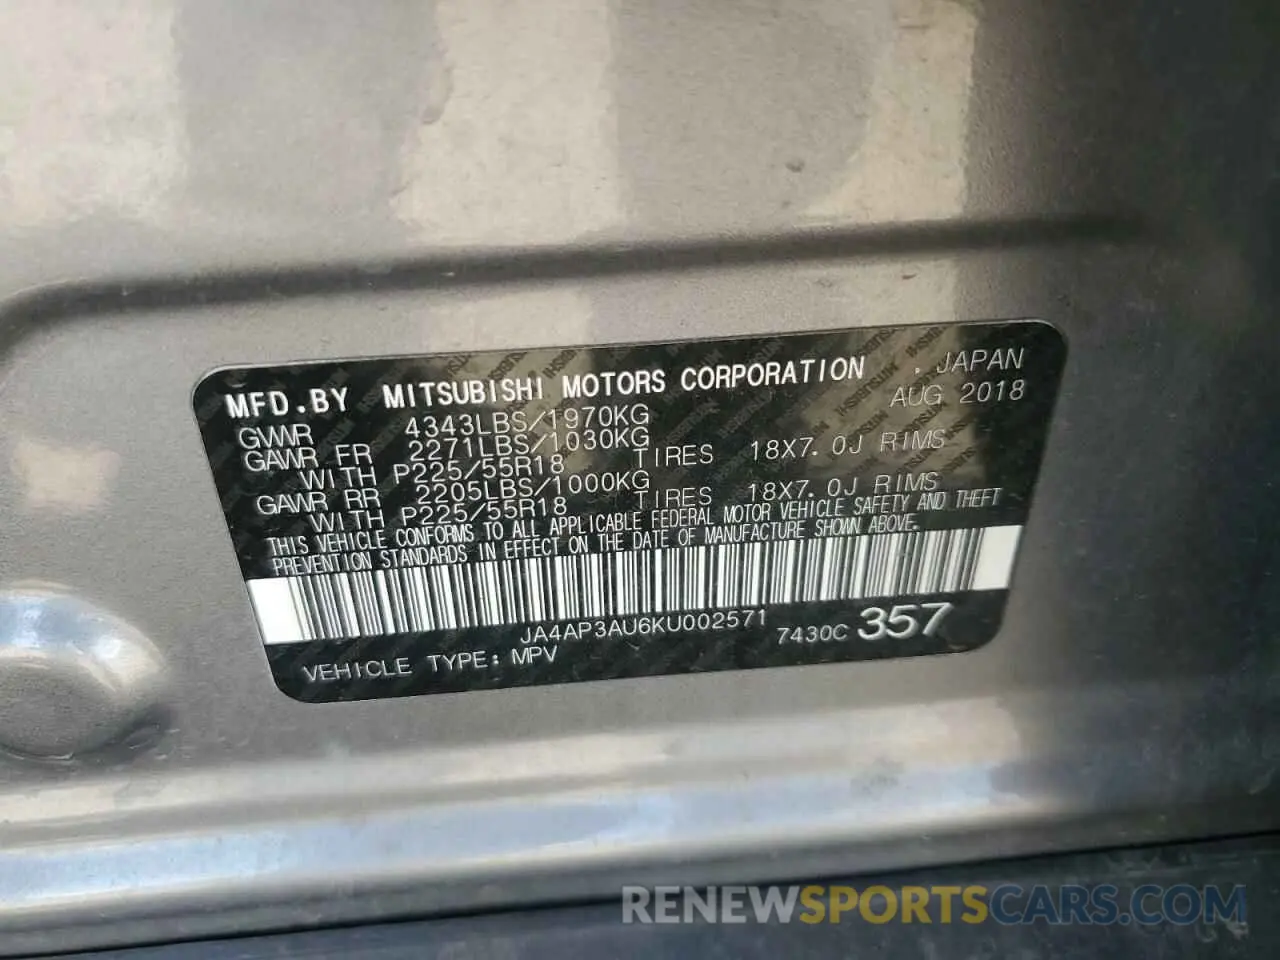 MFD.BY MITSUBISHI MOTORS CORPORATION , JAPAN
GVWR 4343LBS/1970KG AUG 2018
GAWR FR 2271LBS/1030KG
WITH P225/55R18 TIRES 18X7.0J RIMS
GAWR RR 2205LBS/1000KG
WITH P225/55R18 TIRES 18X7.0J RIMS
THIS VEHICLE CONFORMS TO ALL APPLICABLE FEDERAL MOTOR VEHICLE SAFETY AND THEFT
PREVENTION STANDARDS IN EFFECT ON THE DATE OF MANUFACTURE SHOWN ABOVE.
JA4AP3AU6KU002571 7430C 357
VEHICLE TYPE: MPV
RENEWSPORTSCARS.COM